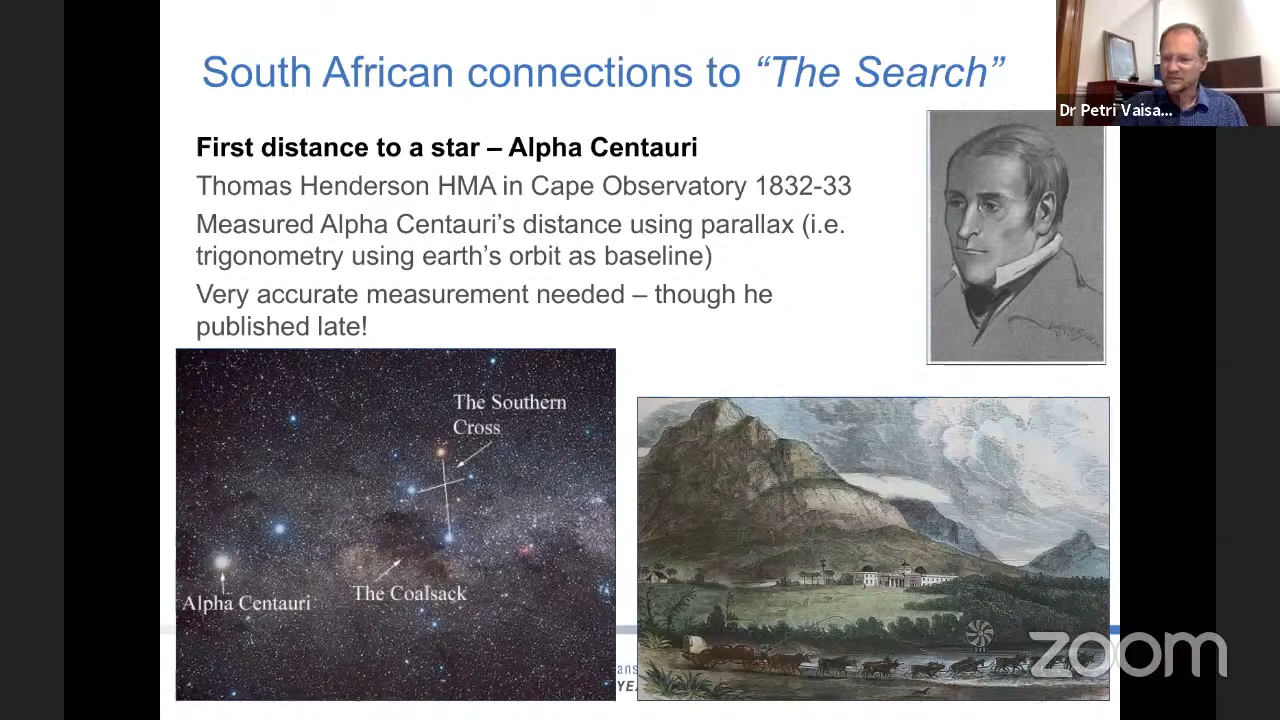 South African connections to “The Search”
Dr Petri Vaisa...
First distance to a star – Alpha Centauri
Thomas Henderson HMA in Cape Observatory 1832-33
Measured Alpha Centauri’s distance using parallax (i.e.
trigonometry using earth’s orbit as baseline)
Very accurate measurement needed – though he
published late!
The Southern
Cross
The Coalsack
Alpha Centauri
zoom